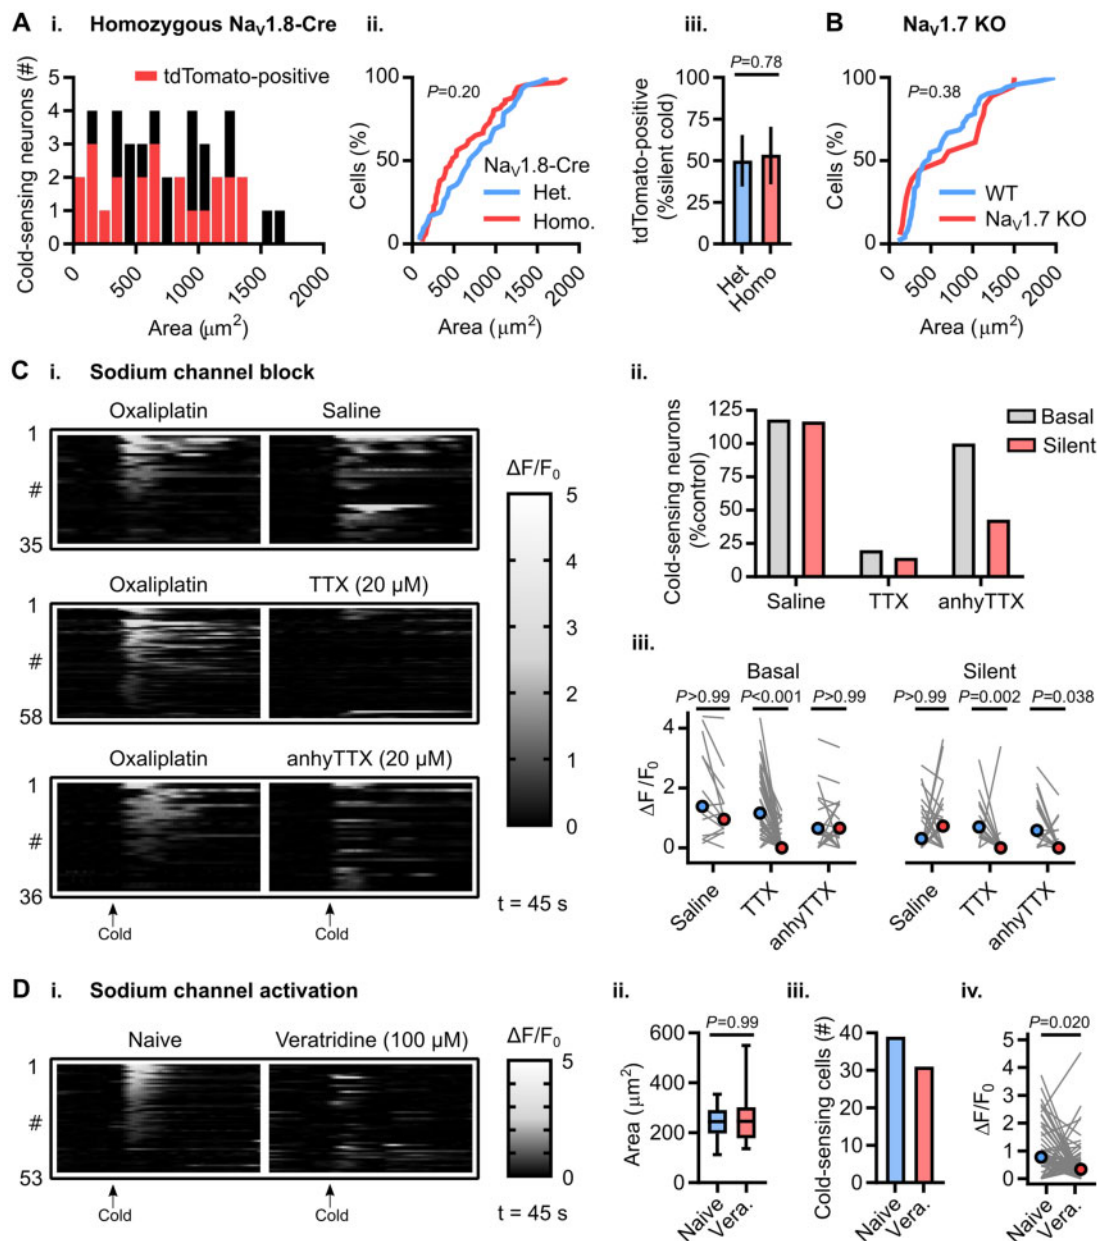 A i. Homozygous NaV1.8-Cre ii. iii. B NaV1.7 KO
Cold-sensing neurons (#)
5
4
3
2
1
0
tdTomato-positive
0 500 1000 1500 2000
Area (μm²)
Cells (%)
100
50
0
P=0.20
NaV1.8-Cre
Het.
Homo.
0 500 1000 1500 2000
Area (μm²)
tdTomato-positive
(%silent cold)
100
75
50
25
0
P=0.78
Het
Homo
Cells (%)
100
50
0
P=0.38
WT
NaV1.7 KO
0 500 1000 1500 2000
Area (μm²)
C i. Sodium channel block
Oxaliplatin Saline
1
#
35
Oxaliplatin TTX (20 μM)
1
#
58
Oxaliplatin anhyTTX (20 μM)
1
#
36
Cold Cold
ΔF/F0
5
4
3
2
1
0
t = 45 s
ii.
Cold-sensing neurons
(%control)
125
100
75
50
25
0
Basal
Silent
Saline TTX anhyTTX
iii.
Basal Silent
P>0.99 P<0.001 P>0.99 P>0.99 P=0.002 P=0.038
ΔF/F0
4
2
0
Saline TTX anhyTTX Saline TTX anhyTTX
D i. Sodium channel activation
Naive Veratridine (100 μM)
1
#
53
Cold Cold
ΔF/F0
5
0
t = 45 s
ii.
P=0.99
Area (μm²)
600
400
200
0
Naive
Vera.
iii.
Cold-sensing cells (#)
40
30
20
10
0
Naive
Vera.
iv.
P=0.020
ΔF/F0
5
4
3
2
1
0
Naive
Vera.